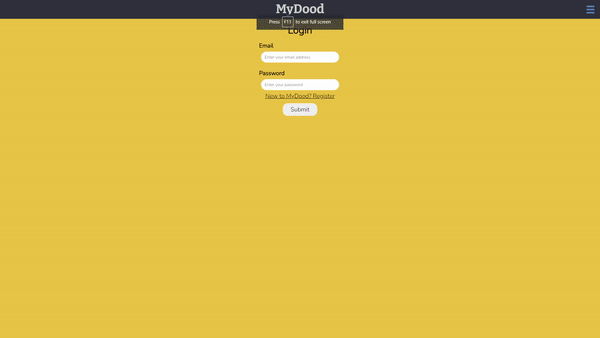 MyDood
Press F11 to exit full screen
Login
Email
Enter your email address
Password
Enter your password
New to MyDood? Register
Submit